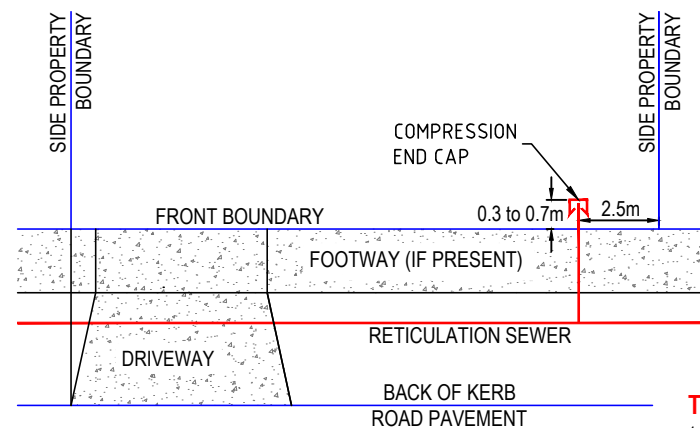 SIDE PROPERTY
BOUNDARY
SIDE PROPERTY
BOUNDARY
COMPRESSION
END CAP
0.3 to 0.7m
2.5m
FRONT BOUNDARY
FOOTWAY (IF PRESENT)
RETICULATION SEWER
DRIVEWAY
BACK OF KERB
ROAD PAVEMENT
T